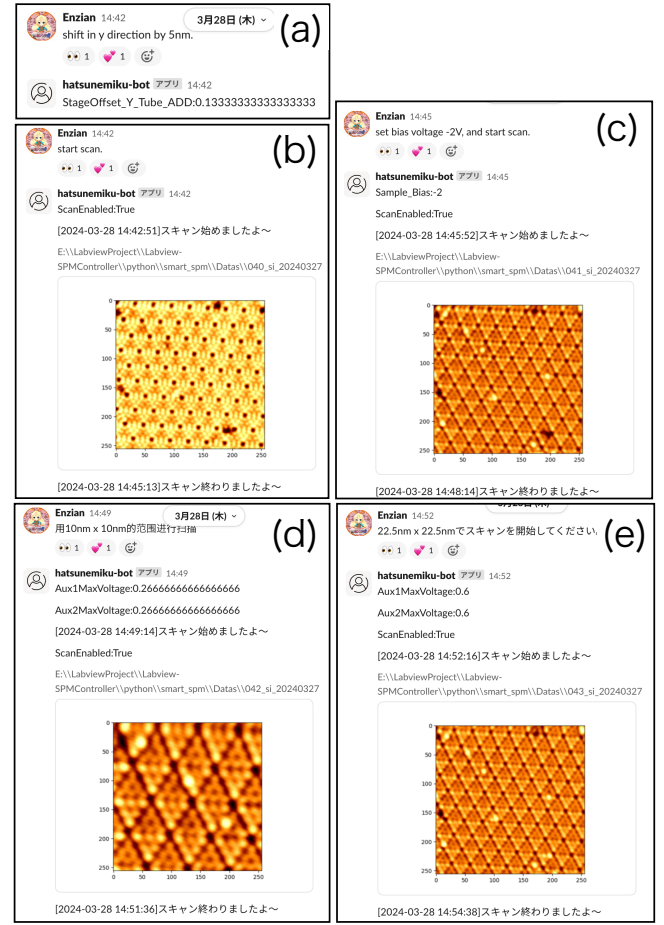 Enzian 14:42
3月28日 (木)
(a)
shift in y direction by 5nm.
1 1
hatsunemiku-bot アプリ 14:42
StageOffset_Y_Tube_ADD:0.13333333333333333
Enzian 14:42
(b)
start scan.
1 1
hatsunemiku-bot アプリ 14:42
ScanEnabled:True
[2024-03-28 14:42:51]スキャン始めましたよ〜
E:\\LabviewProject\\Labview-
SPMController\\python\\smart_spm\\Datas\\040_si_20240327
0
50
100
150
200
250
0 50 100 150 200 250
[2024-03-28 14:45:13]スキャン終わりましたよ〜
Enzian 14:45
(c)
set bias voltage -2V, and start scan.
1 1
hatsunemiku-bot アプリ 14:45
Sample_Bias:-2
ScanEnabled:True
[2024-03-28 14:45:52]スキャン始めましたよ〜
E:\\LabviewProject\\Labview-
SPMController\\python\\smart_spm\\Datas\\041_si_20240327
0
50
100
150
200
250
0 50 100 150 200 250
[2024-03-28 14:48:14]スキャン終わりましたよ〜
Enzian 14:49
3月28日 (木)
(d)
用10nm x 10nm的范围进行扫描
1 1
hatsunemiku-bot アプリ 14:49
Aux1MaxVoltage:0.26666666666666666
Aux2MaxVoltage:0.26666666666666666
[2024-03-28 14:49:14]スキャン始めましたよ〜
ScanEnabled:True
E:\\LabviewProject\\Labview-
SPMController\\python\\smart_spm\\Datas\\042_si_20240327
0
50
100
150
200
250
0 50 100 150 200 250
[2024-03-28 14:51:36]スキャン終わりましたよ〜
3月28日 (木)
Enzian 14:52
(e)
22.5nm x 22.5nmでスキャンを開始してください.
1 1
hatsunemiku-bot アプリ 14:52
Aux1MaxVoltage:0.6
Aux2MaxVoltage:0.6
ScanEnabled:True
[2024-03-28 14:52:16]スキャン始めましたよ〜
E:\\LabviewProject\\Labview-
SPMController\\python\\smart_spm\\Datas\\043_si_20240327
0
50
100
150
200
250
0 50 100 150 200 250
[2024-03-28 14:54:38]スキャン終わりましたよ〜